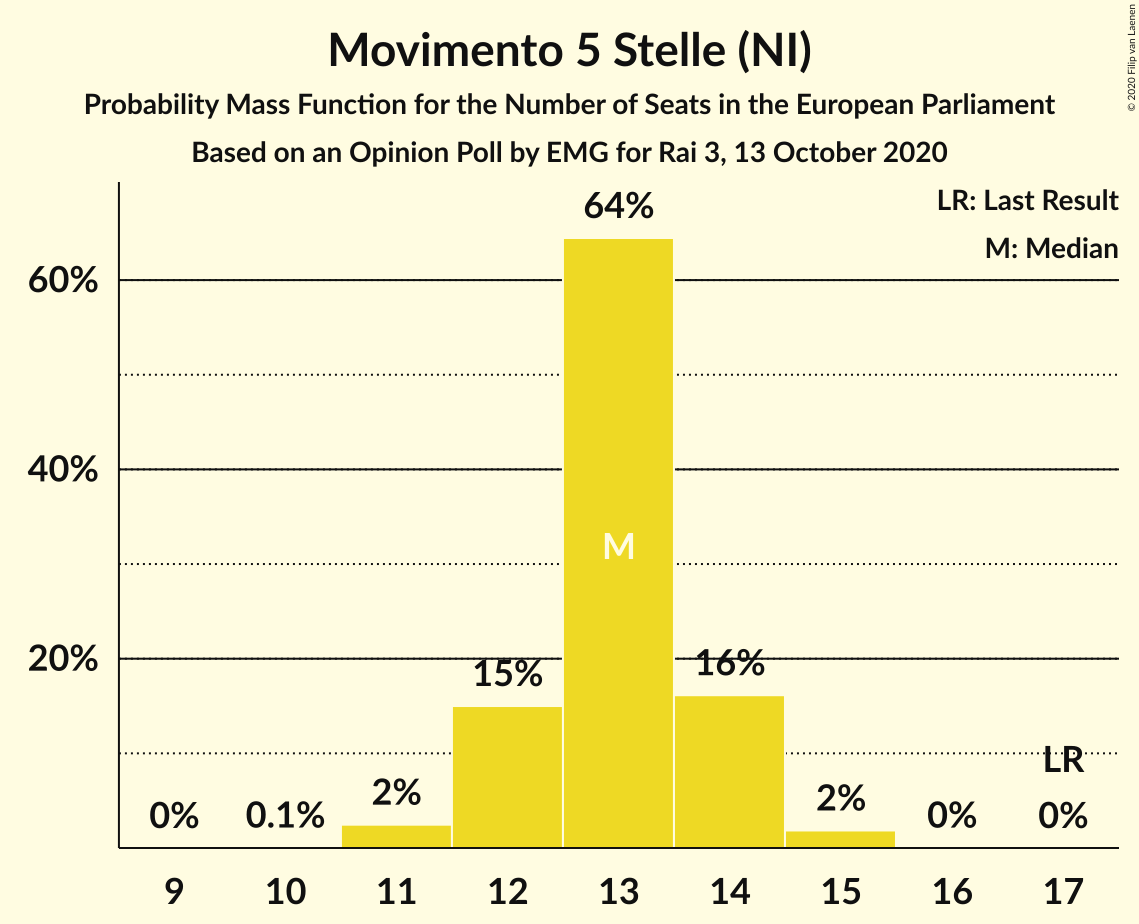 Movimento 5 Stelle (NI)
Probability Mass Function for the Number of Seats in the European Parliament
Based on an Opinion Poll by EMG for Rai 3, 13 October 2020
© 2020 Filip van Laenen
LR: Last Result
M: Median
64%
60%
40%
M
20%
15%
16%
LR
2%
2%
0%
0.1%
0%
0%
9 10 11 12 13 14 15 16 17